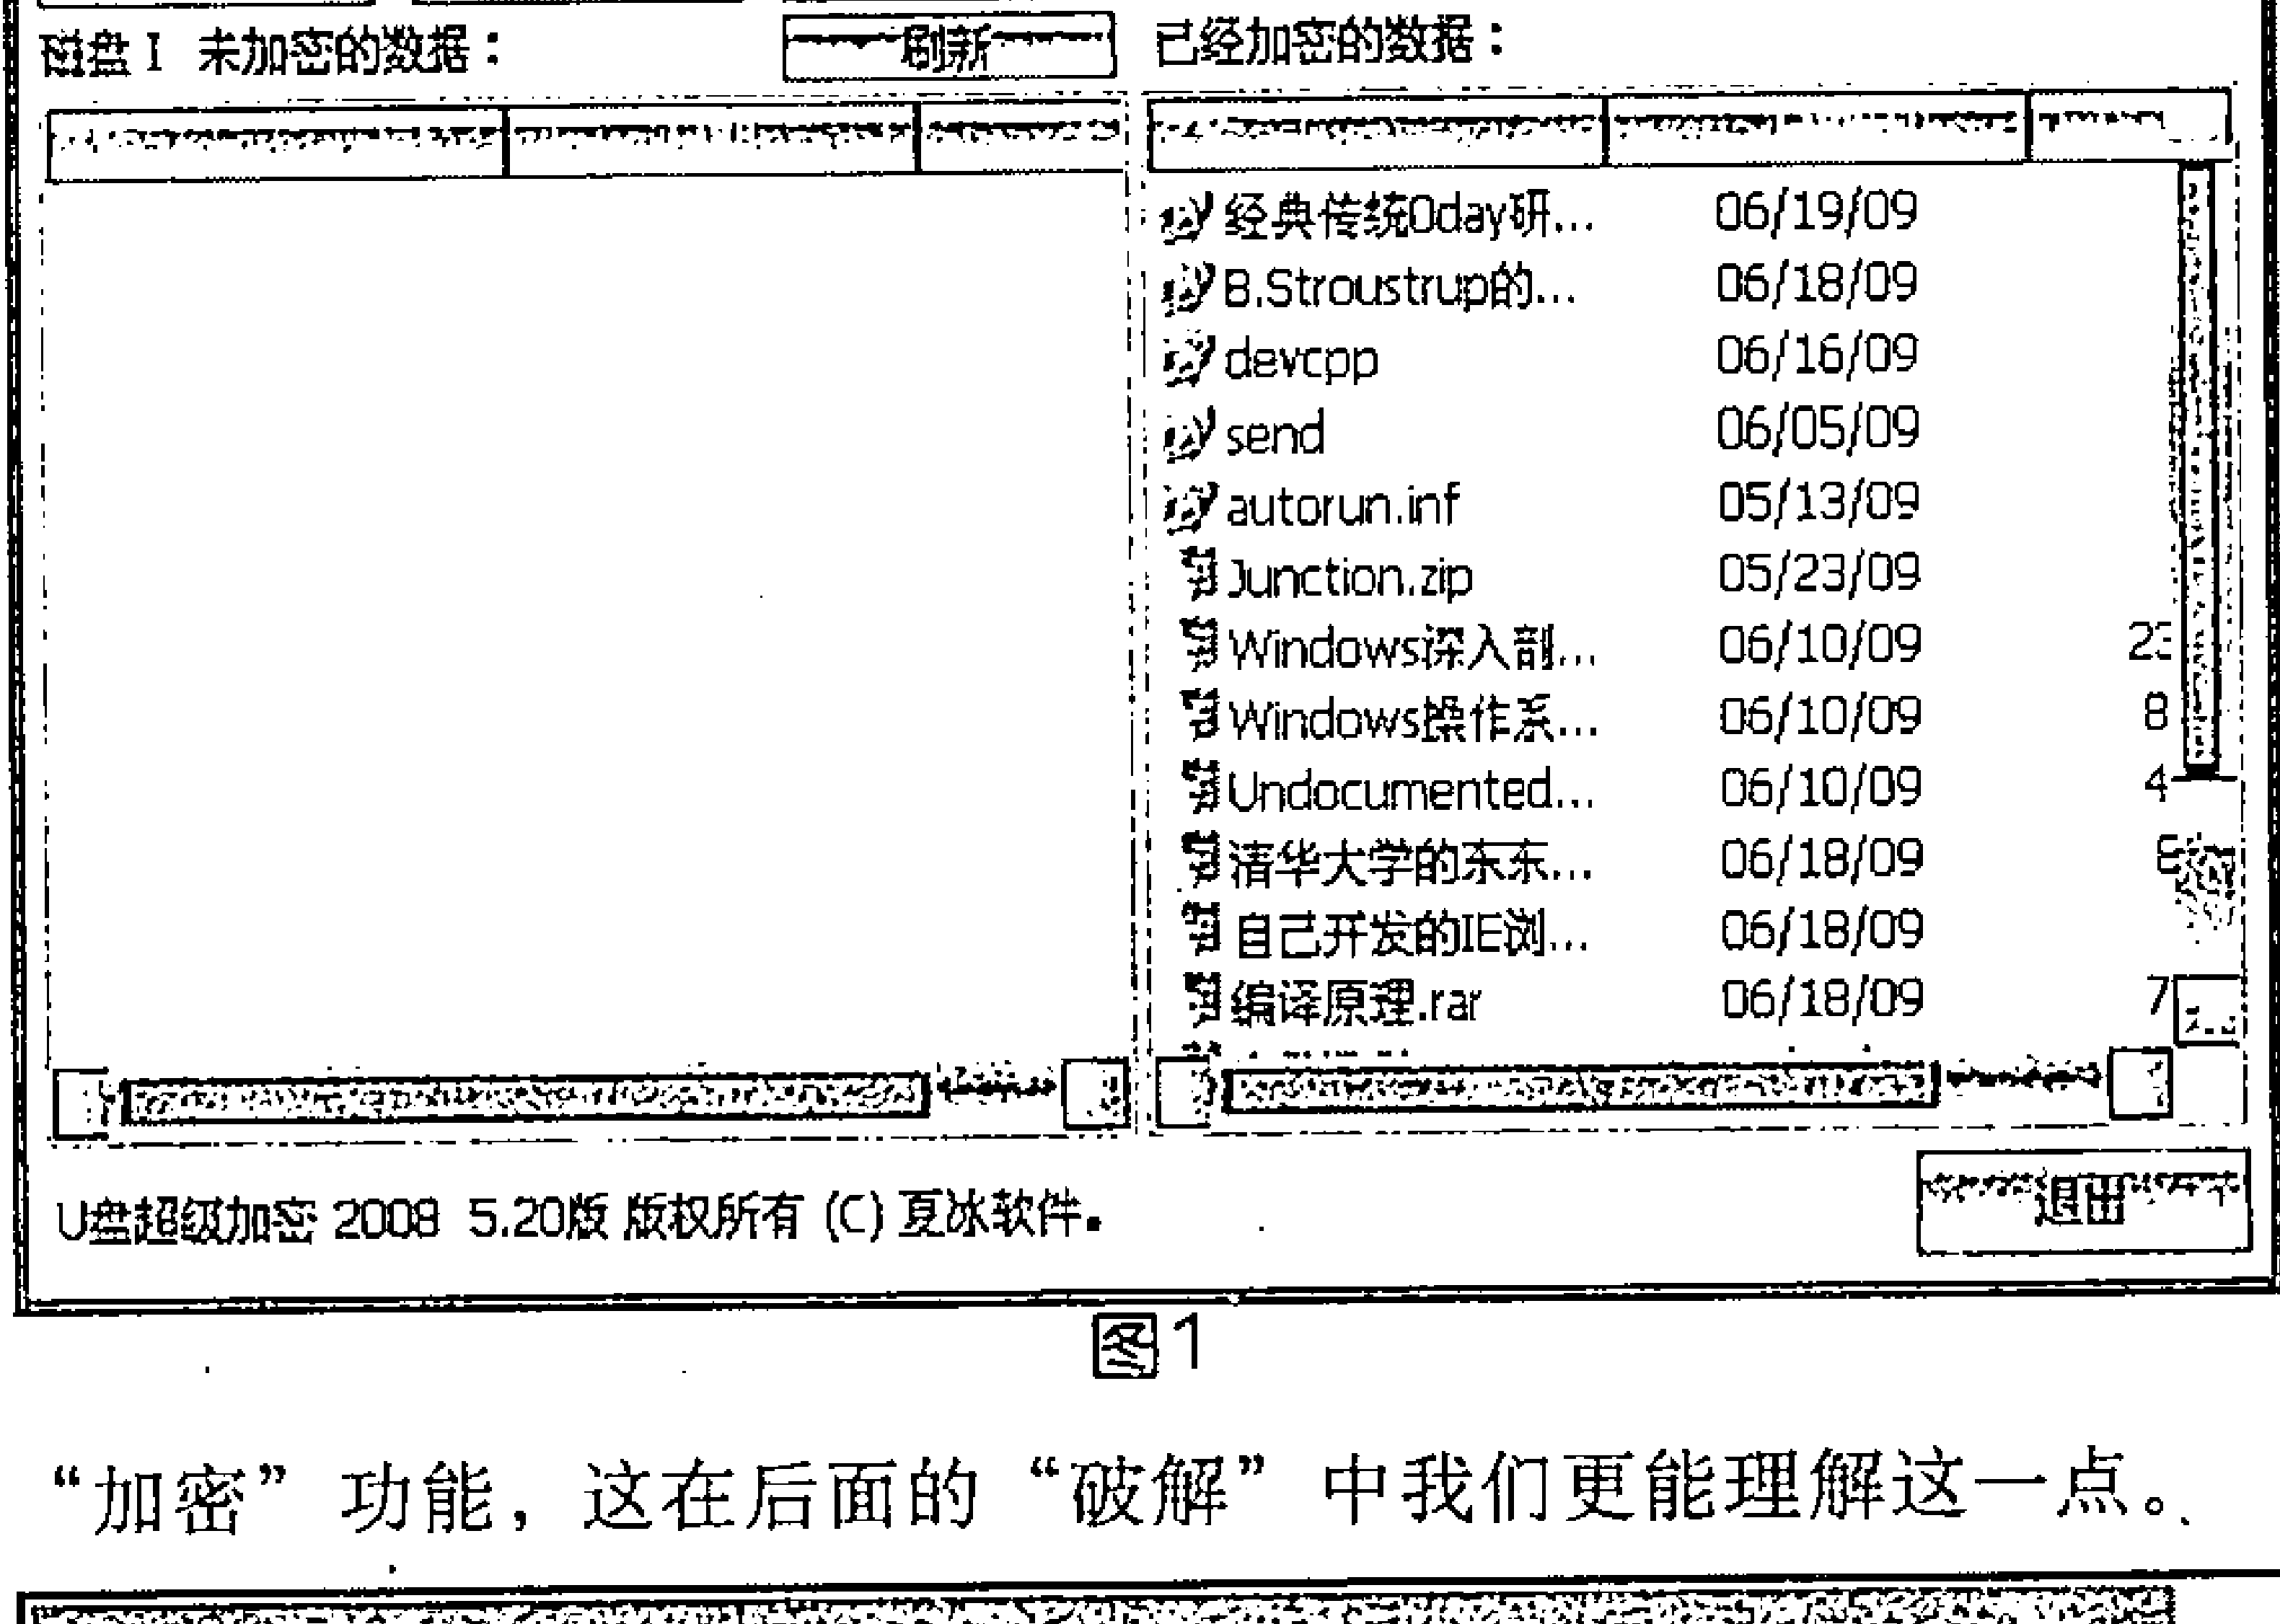 磁盘 I 未加密的数据： 刷新 已经加密的数据：
经典传统0day研... 06/19/09
B.Stroustrup的... 06/18/09
devcpp 06/16/09
send 06/05/09
autorun.inf 05/13/09
Junction.zip 05/23/09
Windows深入剖... 06/10/09 23
Windows操作系... 06/10/09 8
Undocumented... 06/10/09 4
清华大学的东东... 06/18/09
自己开发的IE浏... 06/18/09
编译原理.rar 06/18/09 7
U盘超级加密 2008 5.20版 版权所有 (C) 夏冰软件。 退出
图1
“加密”功能，这在后面的“破解”中我们更能理解这一点。